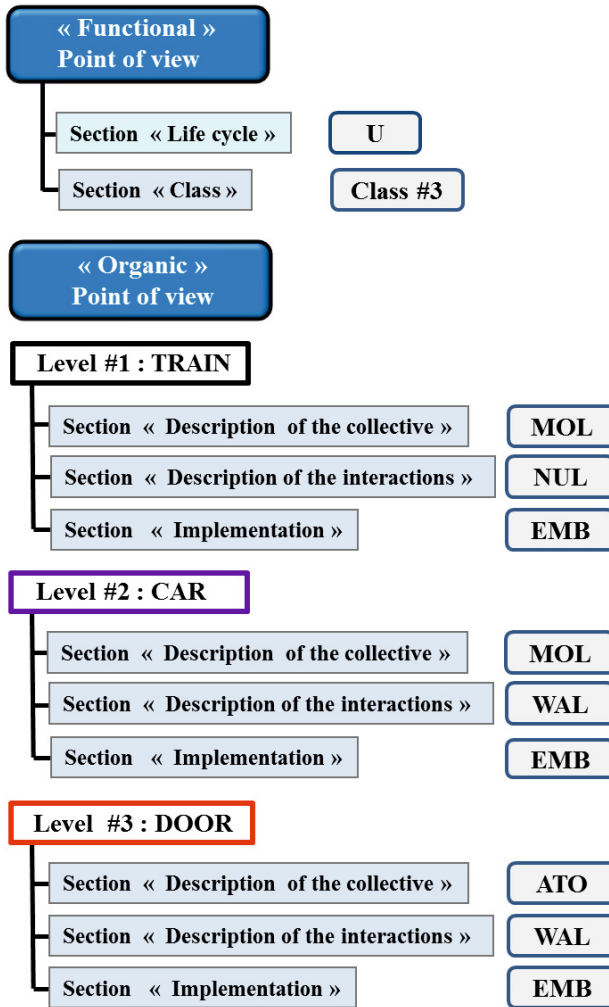 « Functional »
Point of view
Section « Life cycle » U
Section « Class » Class #3
« Organic »
Point of view
Level #1 : TRAIN
Section « Description of the collective » MOL
Section « Description of the interactions » NUL
Section « Implementation » EMB
Level #2 : CAR
Section « Description of the collective » MOL
Section « Description of the interactions » WAL
Section « Implementation » EMB
Level #3 : DOOR
Section « Description of the collective » ATO
Section « Description of the interactions » WAL
Section « Implementation » EMB